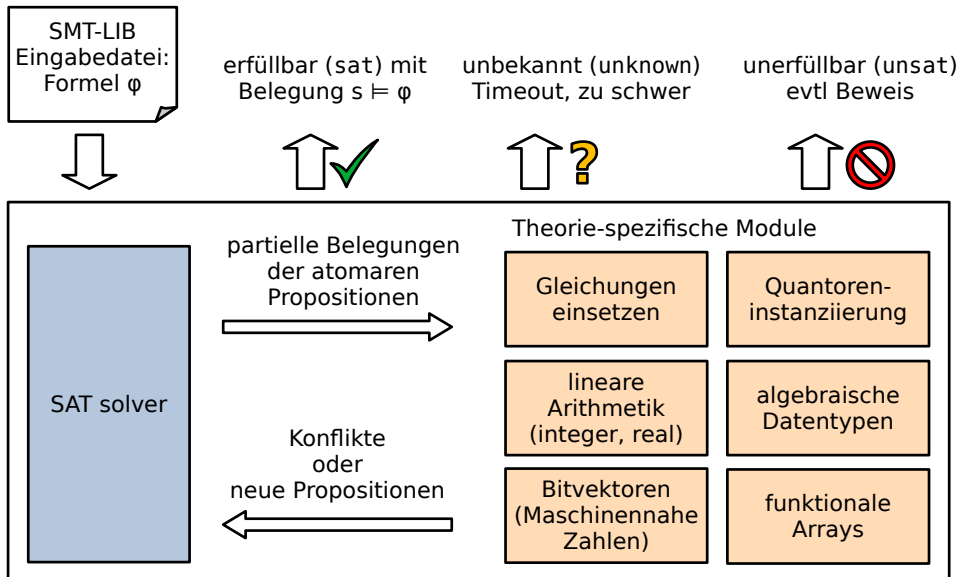 SMT-LIB
Eingabedatei:
Formel φ
erfüllbar (sat) mit
Belegung s ⊨ φ
unbekannt (unknown)
Timeout, zu schwer
unerfüllbar (unsat)
evtl Beweis
?
SAT solver
partielle Belegungen
der atomaren
Propositionen
Konflikte
oder
neue Propositionen
Theorie-spezifische Module
Gleichungen
einsetzen
Quantoren-
instanziierung
lineare
Arithmetik
(integer, real)
algebraische
Datentypen
Bitvektoren
(Maschinennahe
Zahlen)
funktionale
Arrays